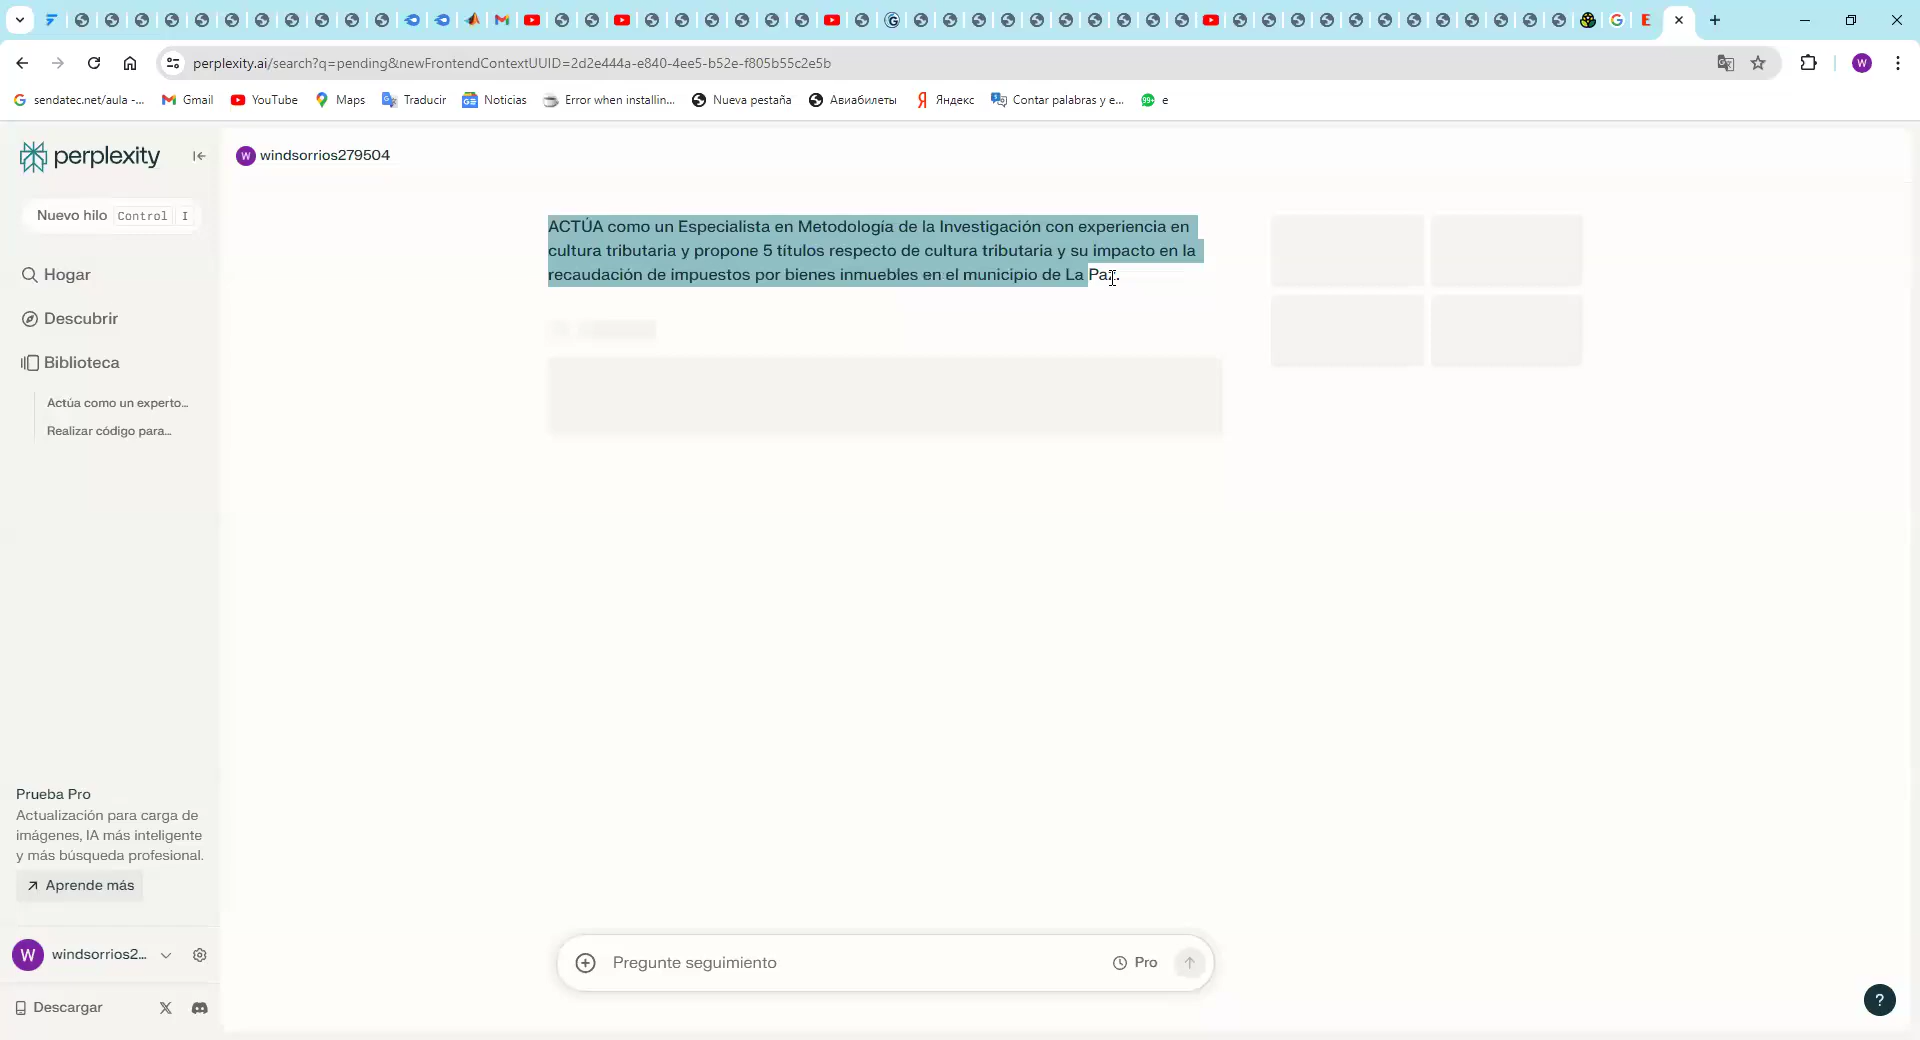 perplexity.ai/search?q=pending&newFrontendContextUUID=2d2e444a-e840-4ee5-b52e-f805b55c2e5b
W
sendatec.net/aula -...
Gmail
YouTube
Maps
Traducir
Noticias
Error when installin...
Nueva pestaña
Авиабилеты
Яндекс
Contar palabras y e...
99+
e
perplexity
W windsorrios279504
Nuevo hilo Control I
ACTÚA como un Especialista en Metodología de la Investigación con experiencia en
cultura tributaria y propone 5 títulos respecto de cultura tributaria y su impacto en la
recaudación de impuestos por bienes inmuebles en el municipio de La Paz.
Hogar
Descubrir
Biblioteca
Actúa como un experto...
Realizar código para...
Prueba Pro
Actualización para carga de
imágenes, IA más inteligente
y más búsqueda profesional.
Aprende más
W windsorrios2...
Pregunte seguimiento
Pro
Descargar
?